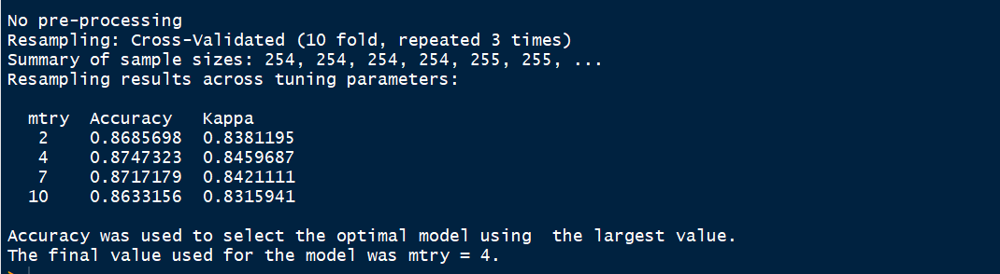 No pre-processing
Resampling: Cross-Validated (10 fold, repeated 3 times)
Summary of sample sizes: 254, 254, 254, 254, 255, 255, ...
Resampling results across tuning parameters:

  mtry  Accuracy   Kappa
   2    0.8685698  0.8381195
   4    0.8747323  0.8459687
   7    0.8717179  0.8421111
  10    0.8633156  0.8315941

Accuracy was used to select the optimal model using  the largest value.
The final value used for the model was mtry = 4.